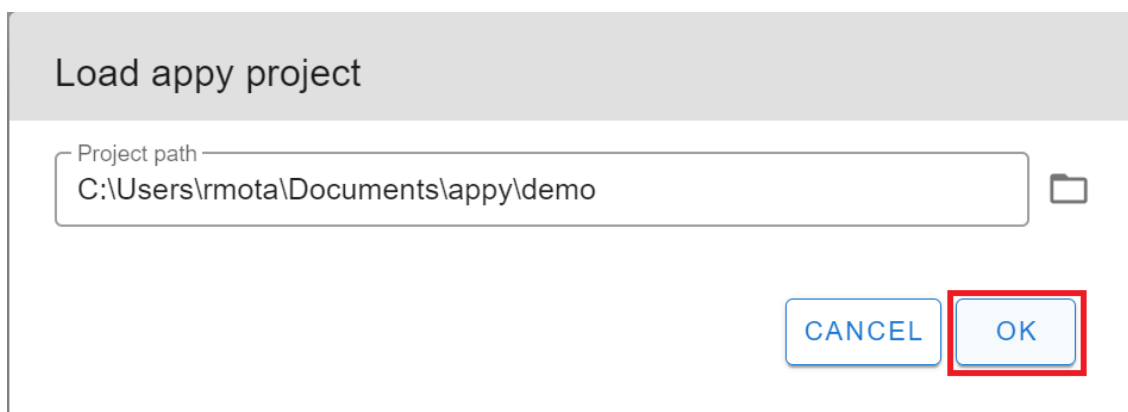 Load appy project
Project path
C:\Users\rmota\Documents\appy\demo
CANCEL
OK